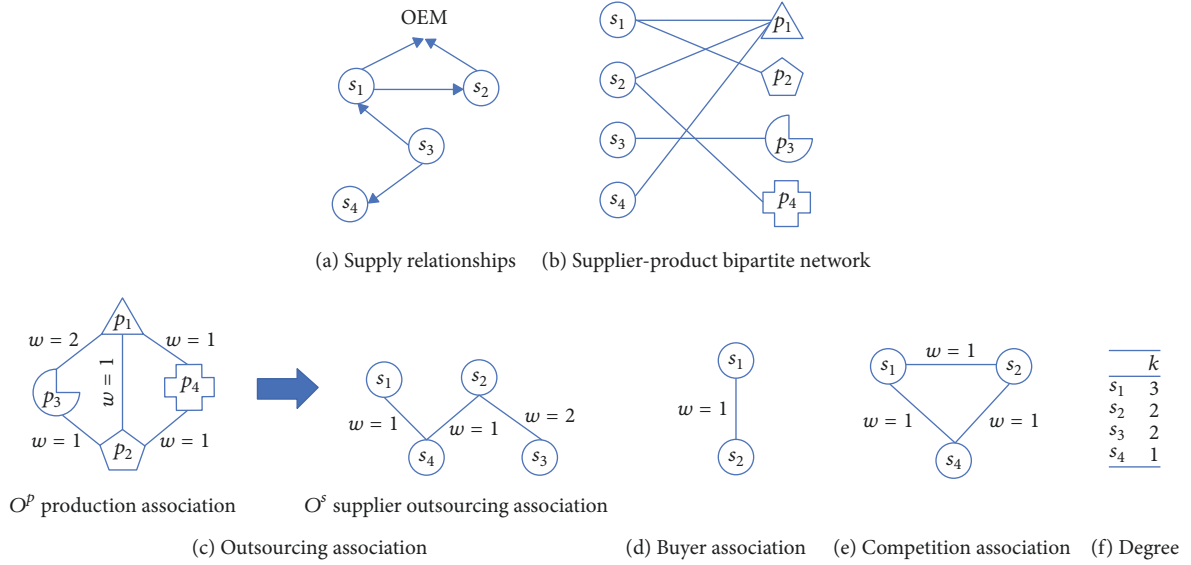 OEM
s1
s2
s3
s4
(a) Supply relationships
s1
s2
s3
s4
p1
p2
p3
p4
(b) Supplier-product bipartite network
p1
w = 2
w = 1
w = 1
p3
p4
w = 1
w = 1
p2
O^p production association
s1
s2
w = 1
w = 1
w = 2
s4
s3
O^s supplier outsourcing association
(c) Outsourcing association
s1
w = 1
s2
(d) Buyer association
s1
w = 1
s2
w = 1
w = 1
s4
(e) Competition association
k
s1 3
s2 2
s3 2
s4 1
(f) Degree